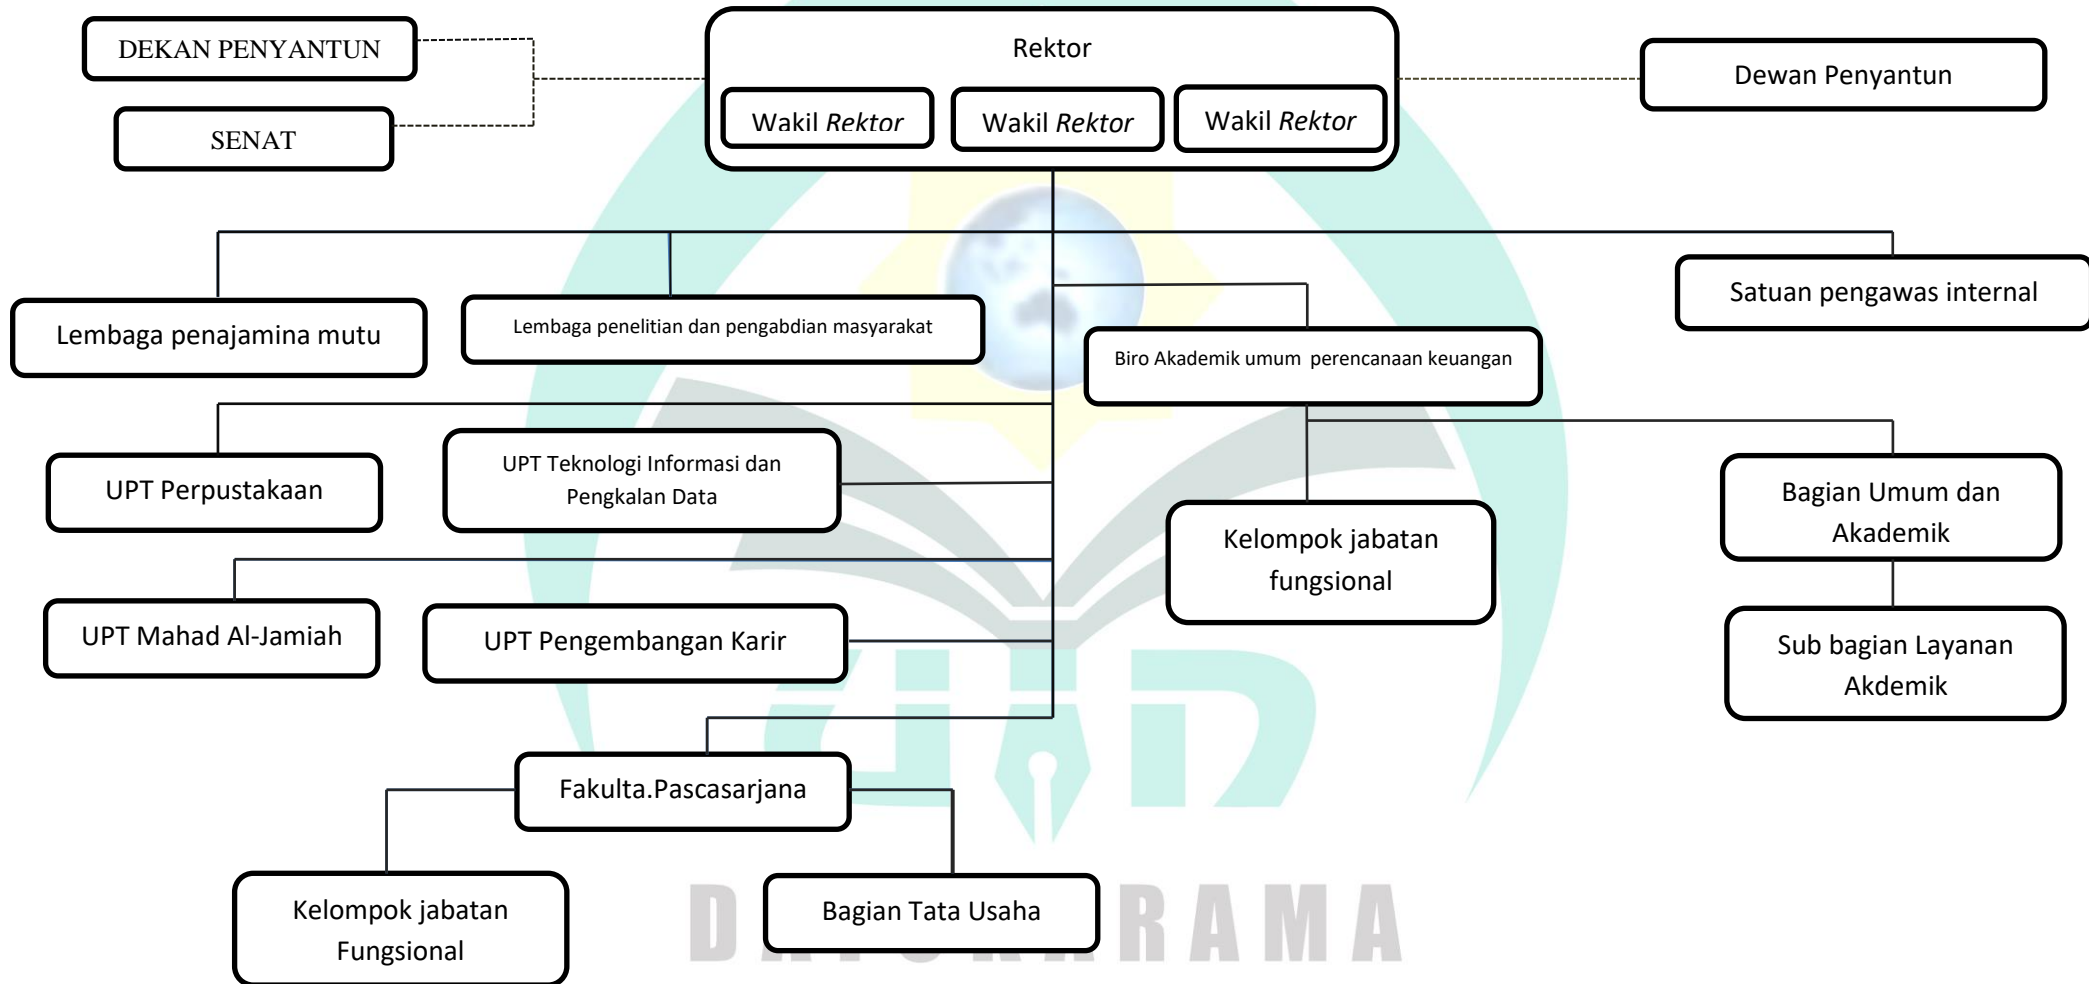 DEKAN PENYANTUN
SENAT
Rektor
Wakil Rektor
Wakil Rektor
Wakil Rektor
Dewan Penyantun
Lembaga penajamina mutu
Lembaga penelitian dan pengabdian masyarakat
Biro Akademik umum perencanaan keuangan
Satuan pengawas internal
UPT Perpustakaan
UPT Teknologi Informasi dan
Pengkalan Data
Kelompok jabatan
fungsional
Bagian Umum dan
Akademik
UPT Mahad Al-Jamiah
UPT Pengembangan Karir
Sub bagian Layanan
Akdemik
Fakulta.Pascasarjana
Kelompok jabatan
Fungsional
Bagian Tata Usaha